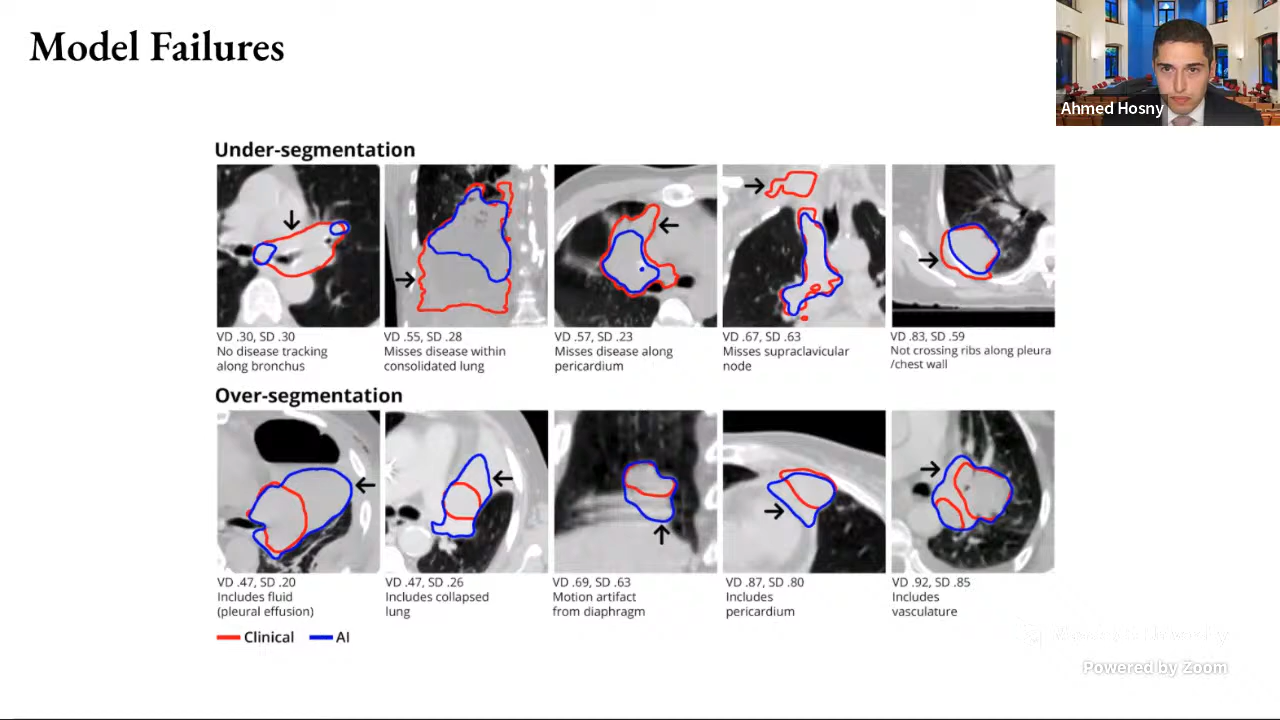 Model Failures
Ahmed Hosny
Under-segmentation
VD .30, SD .30
No disease tracking
along bronchus
VD .55, SD .28
Misses disease within
consolidated lung
VD .57, SD .23
Misses disease along
pericardium
VD .67, SD .63
Misses supraclavicular
node
VD .83, SD .59
Not crossing ribs along pleura
/chest wall
Over-segmentation
VD .47, SD .20
Includes fluid
(pleural effusion)
VD .47, SD .26
Includes collapsed
lung
VD .69, SD .63
Motion artifact
from diaphragm
VD .87, SD .80
Includes
pericardium
VD .92, SD .85
Includes
vasculature
Clinical AI
Powered by Zoom